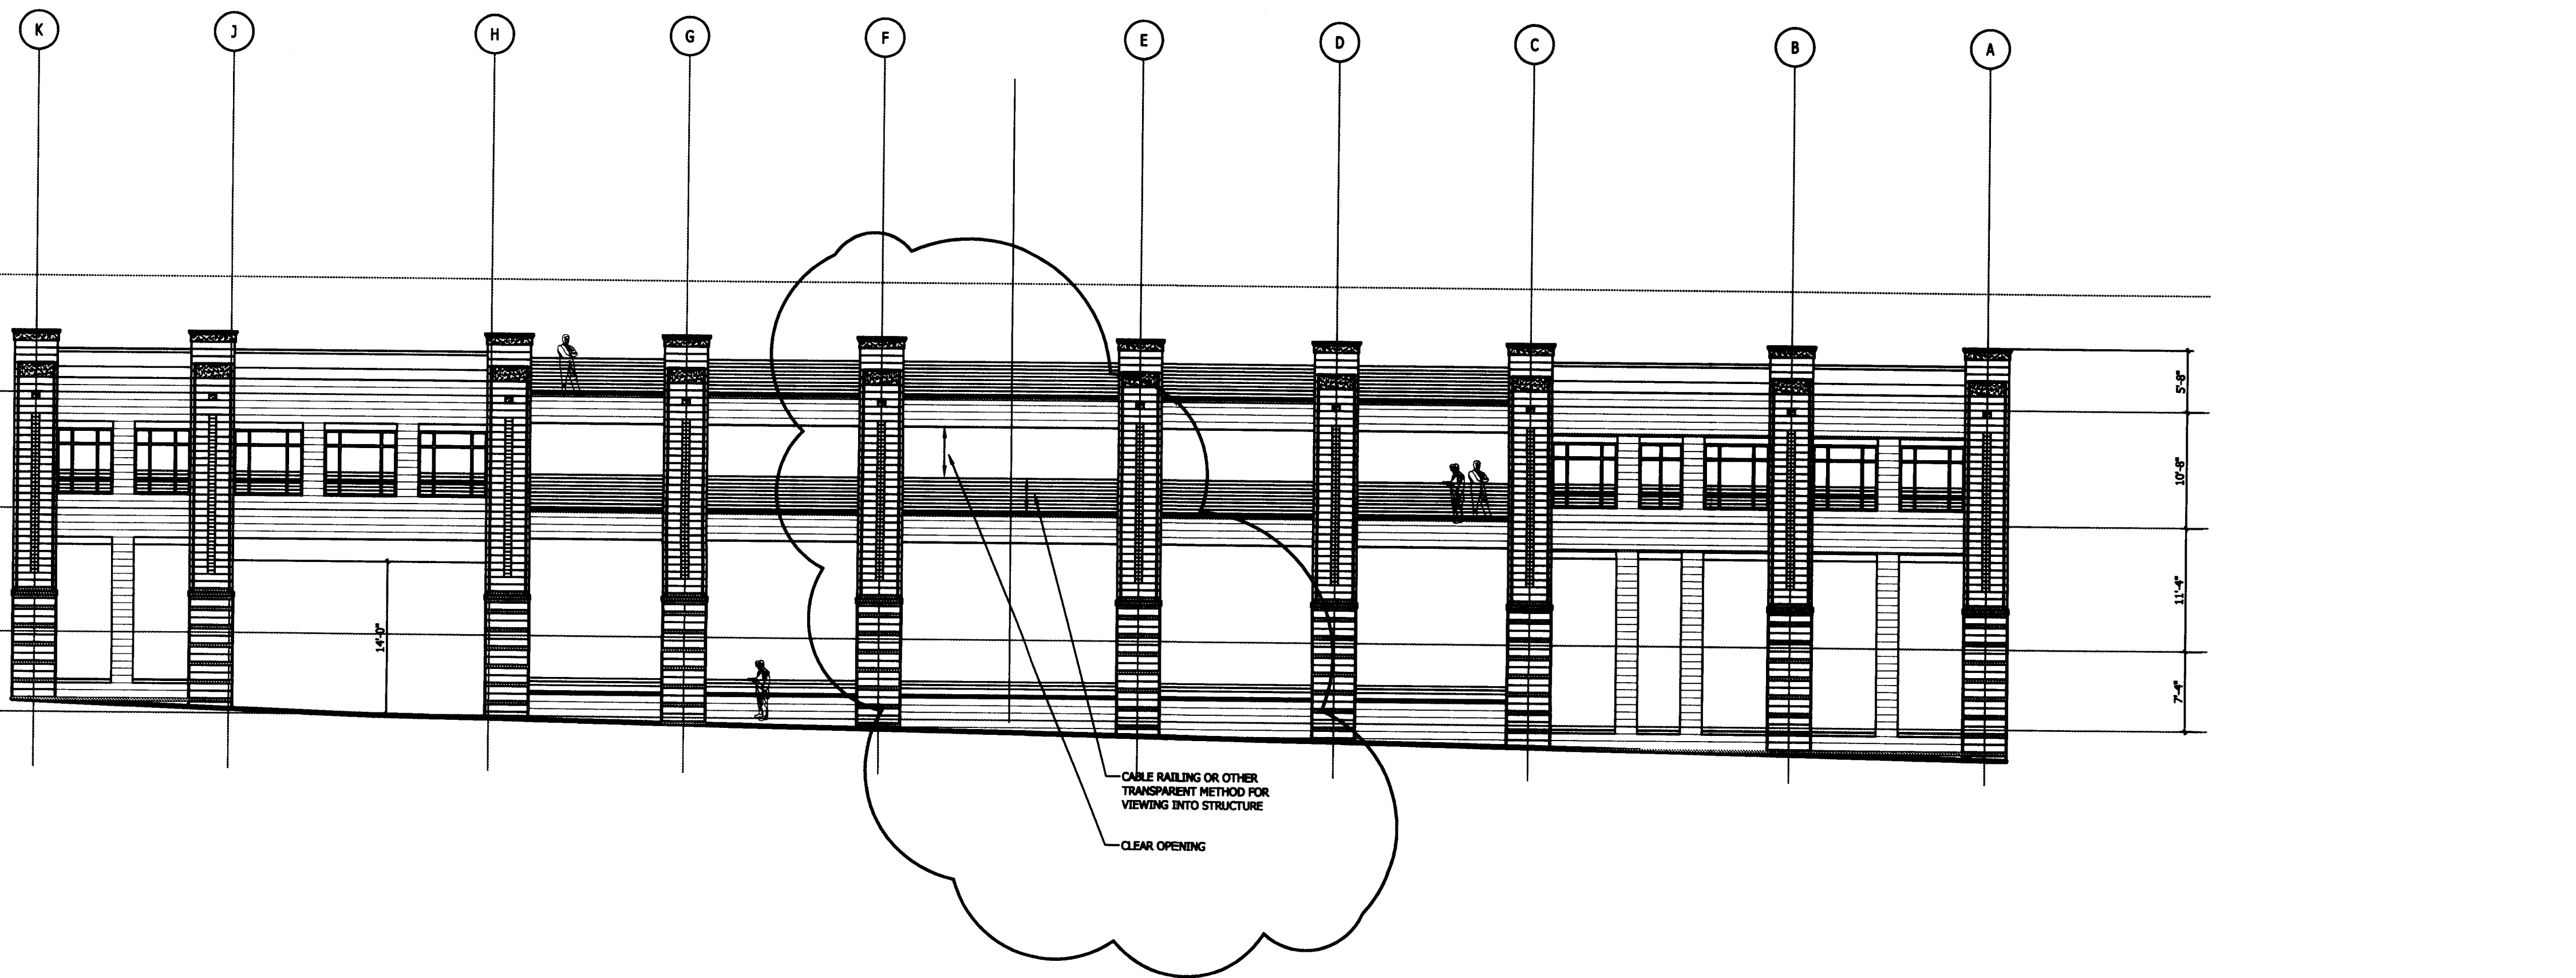 K J H G F E D C B A
5'-8"
10'-8"
11'-4"
14'-0"
7'-4"
CABLE RAILING OR OTHER
TRANSPARENT METHOD FOR
VIEWING INTO STRUCTURE
CLEAR OPENING